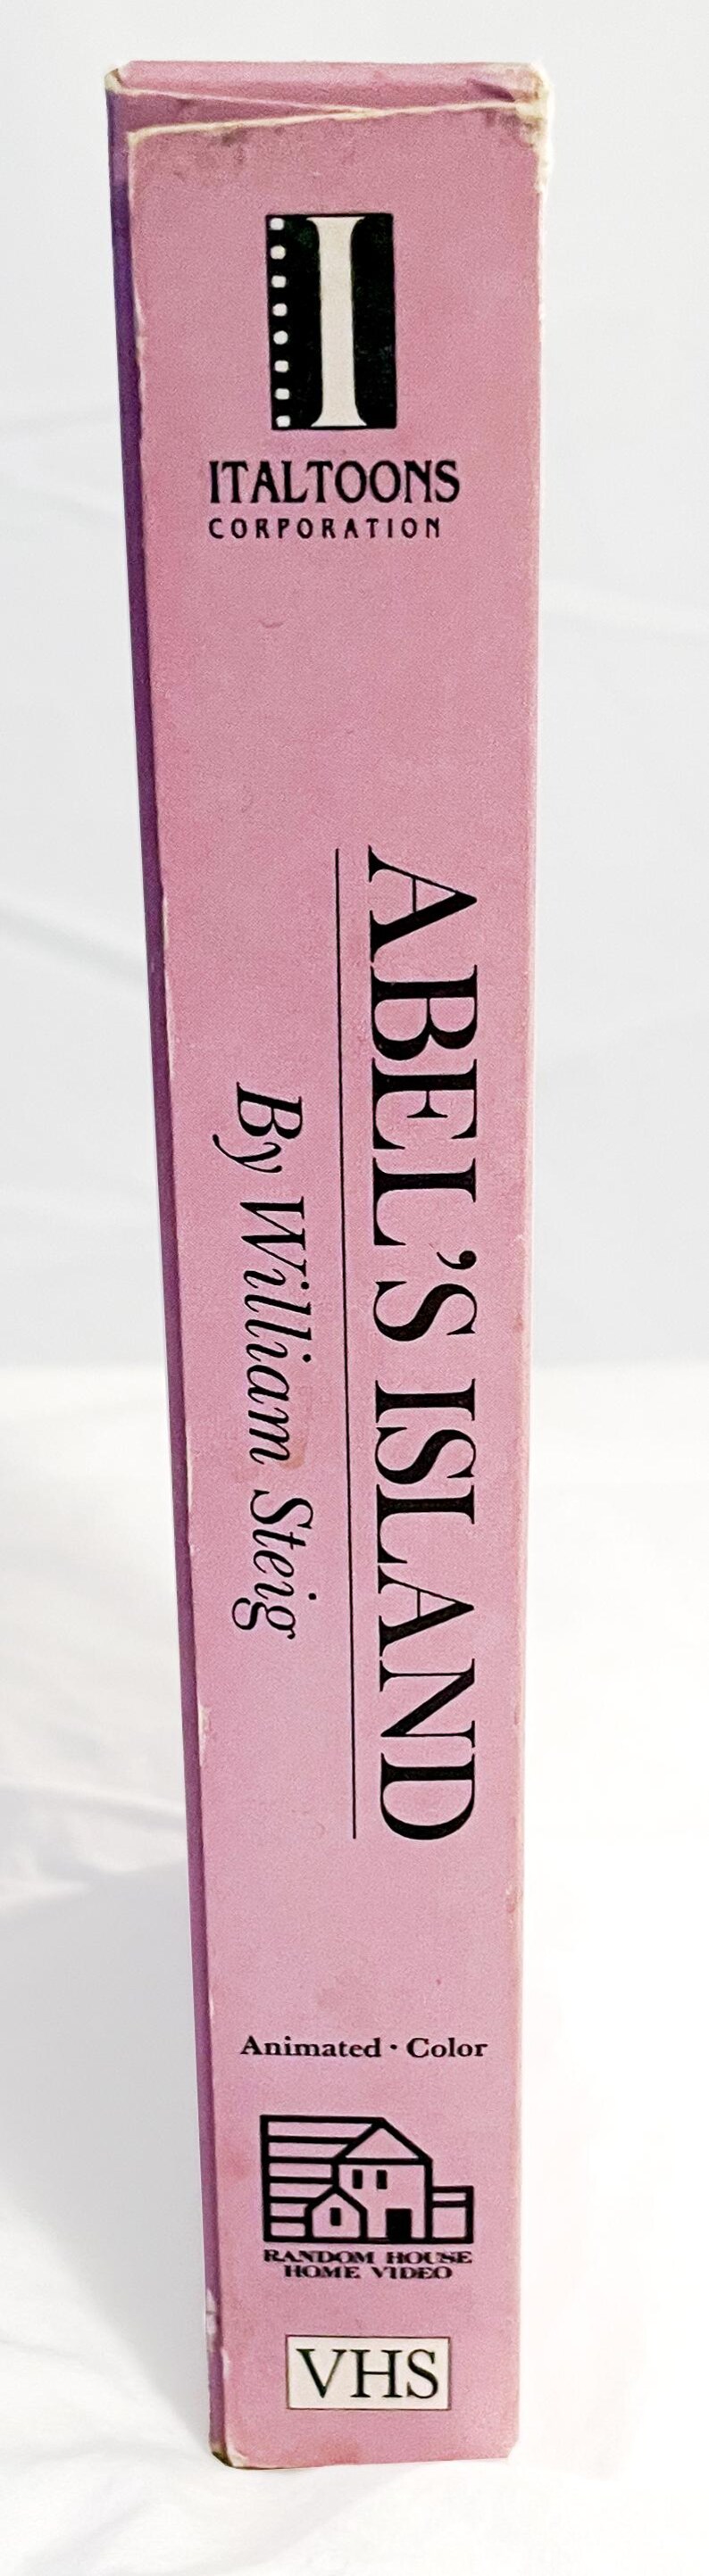 I
ITALTOONS
CORPORATION
ABEL'S ISLAND
By William Steig
Animated · Color
RANDOM HOUSE
HOME VIDEO
VHS